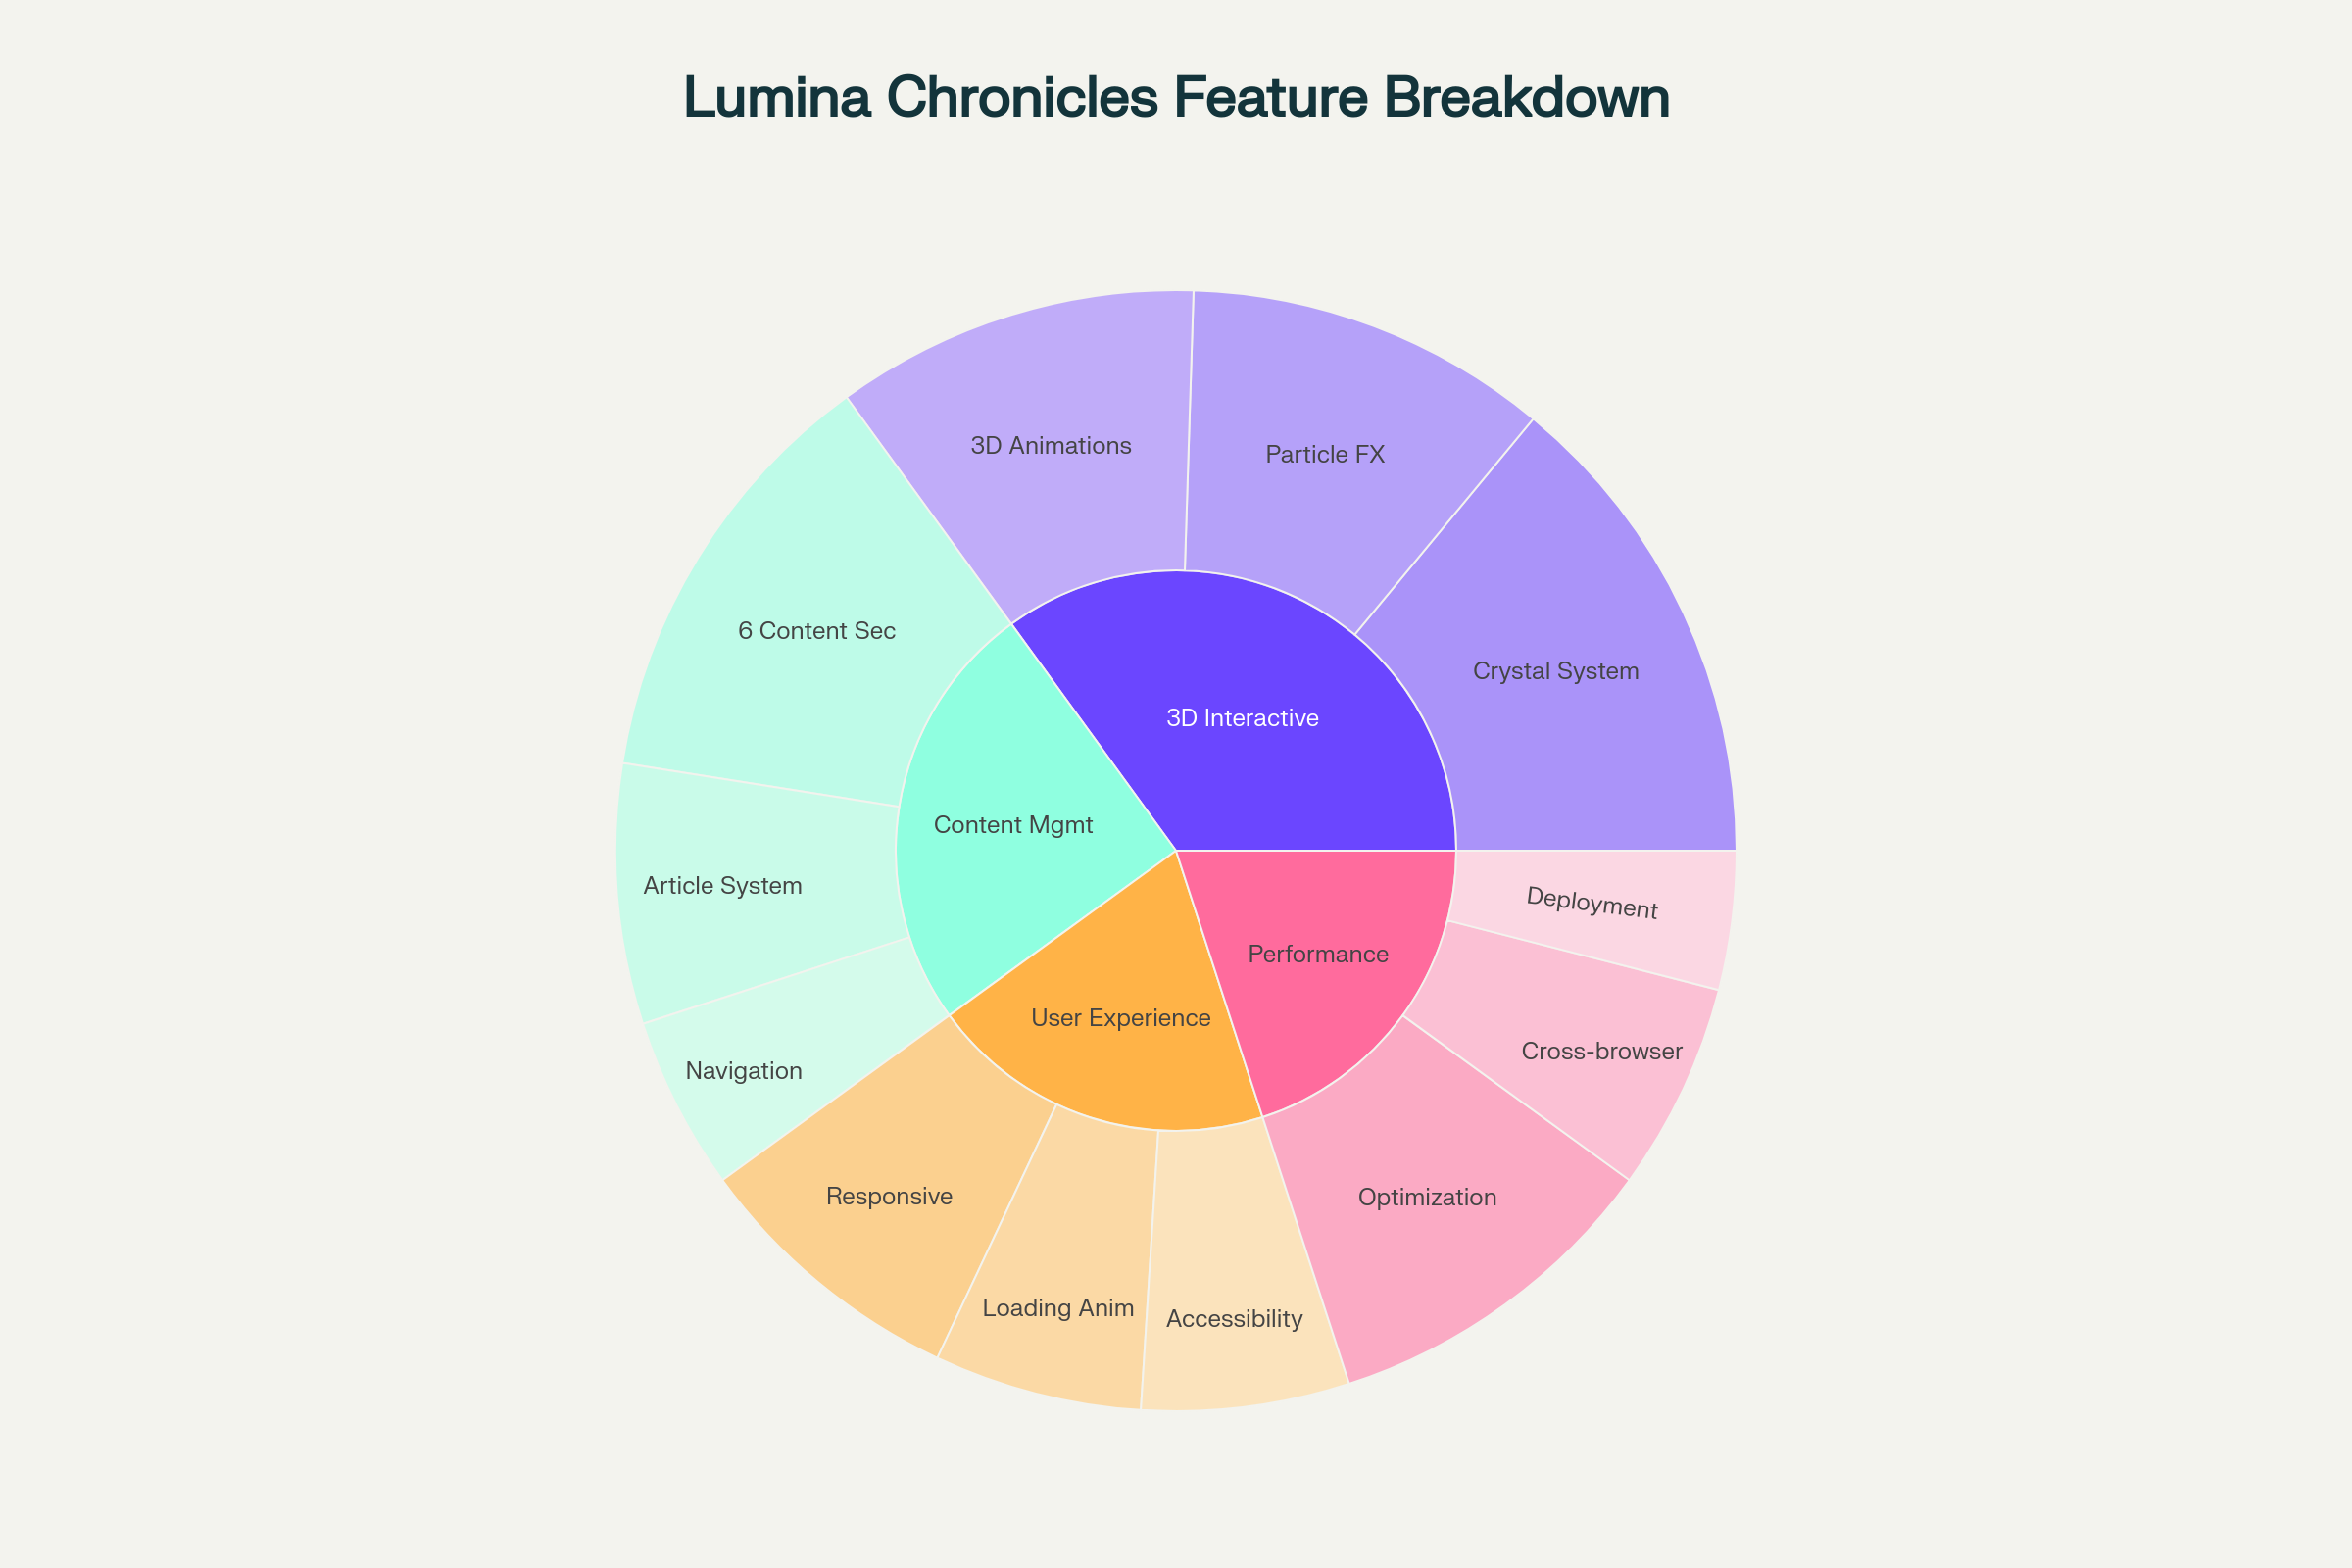 Lumina Chronicles Feature Breakdown
3D Animations
Particle FX
6 Content Sec
Crystal System
3D Interactive
Content Mgmt
Article System
Deployment
Performance
User Experience
Cross-browser
Navigation
Responsive
Optimization
Loading Anim
Accessibility